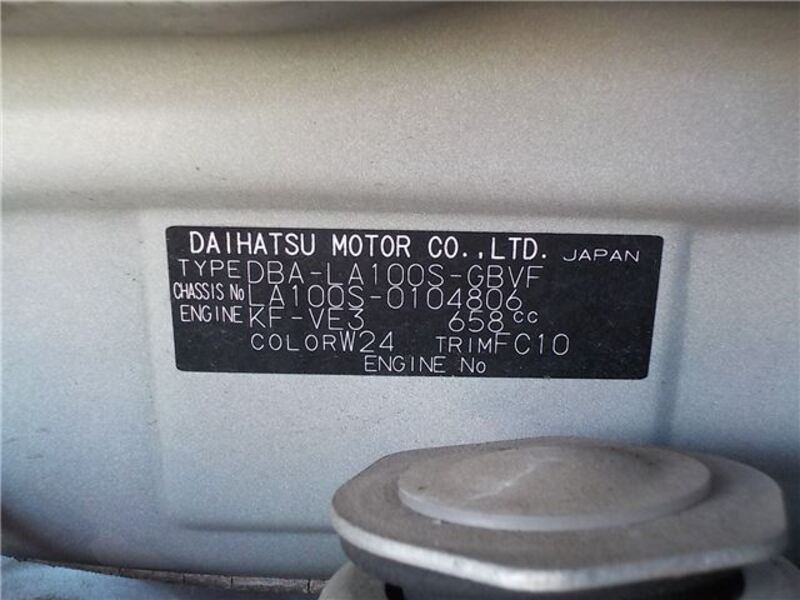 DAIHATSU MOTOR CO.,LTD. JAPAN
TYPE DBA-LA100S-GBVF
CHASSIS No LA100S-0104806
ENGINE KF-VE3 658cc
COLOR W24 TRIM FC10
ENGINE No